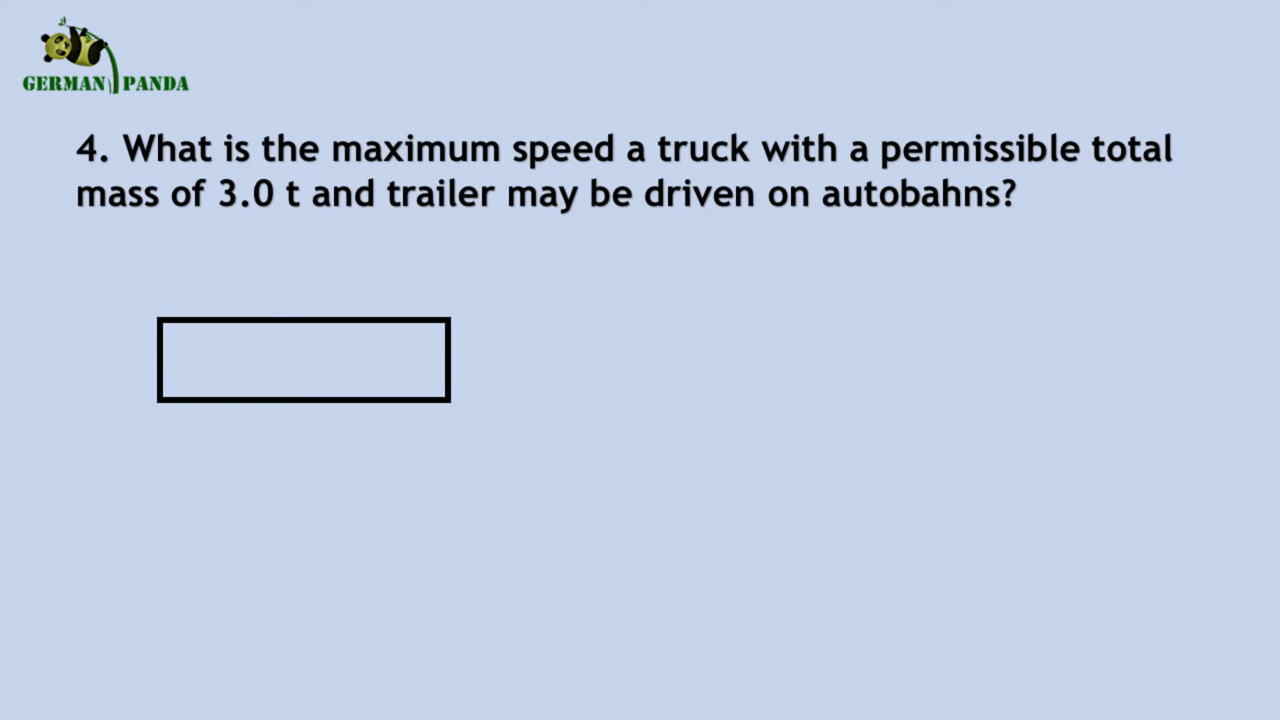 GERMAN PANDA
4. What is the maximum speed a truck with a permissible total
mass of 3.0 t and trailer may be driven on autobahns?